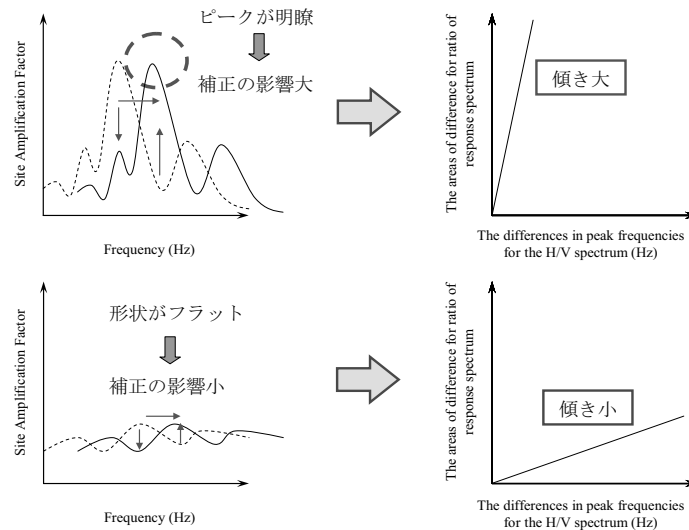 Site Amplification Factor
ピークが明瞭
補正の影響大
Frequency (Hz)
The areas of difference for ratio of
response spectrum
傾き大
The differences in peak frequencies
for the H/V spectrum (Hz)
Site Amplification Factor
形状がフラット
補正の影響小
Frequency (Hz)
The areas of difference for ratio of
response spectrum
傾き小
The differences in peak frequencies
for the H/V spectrum (Hz)